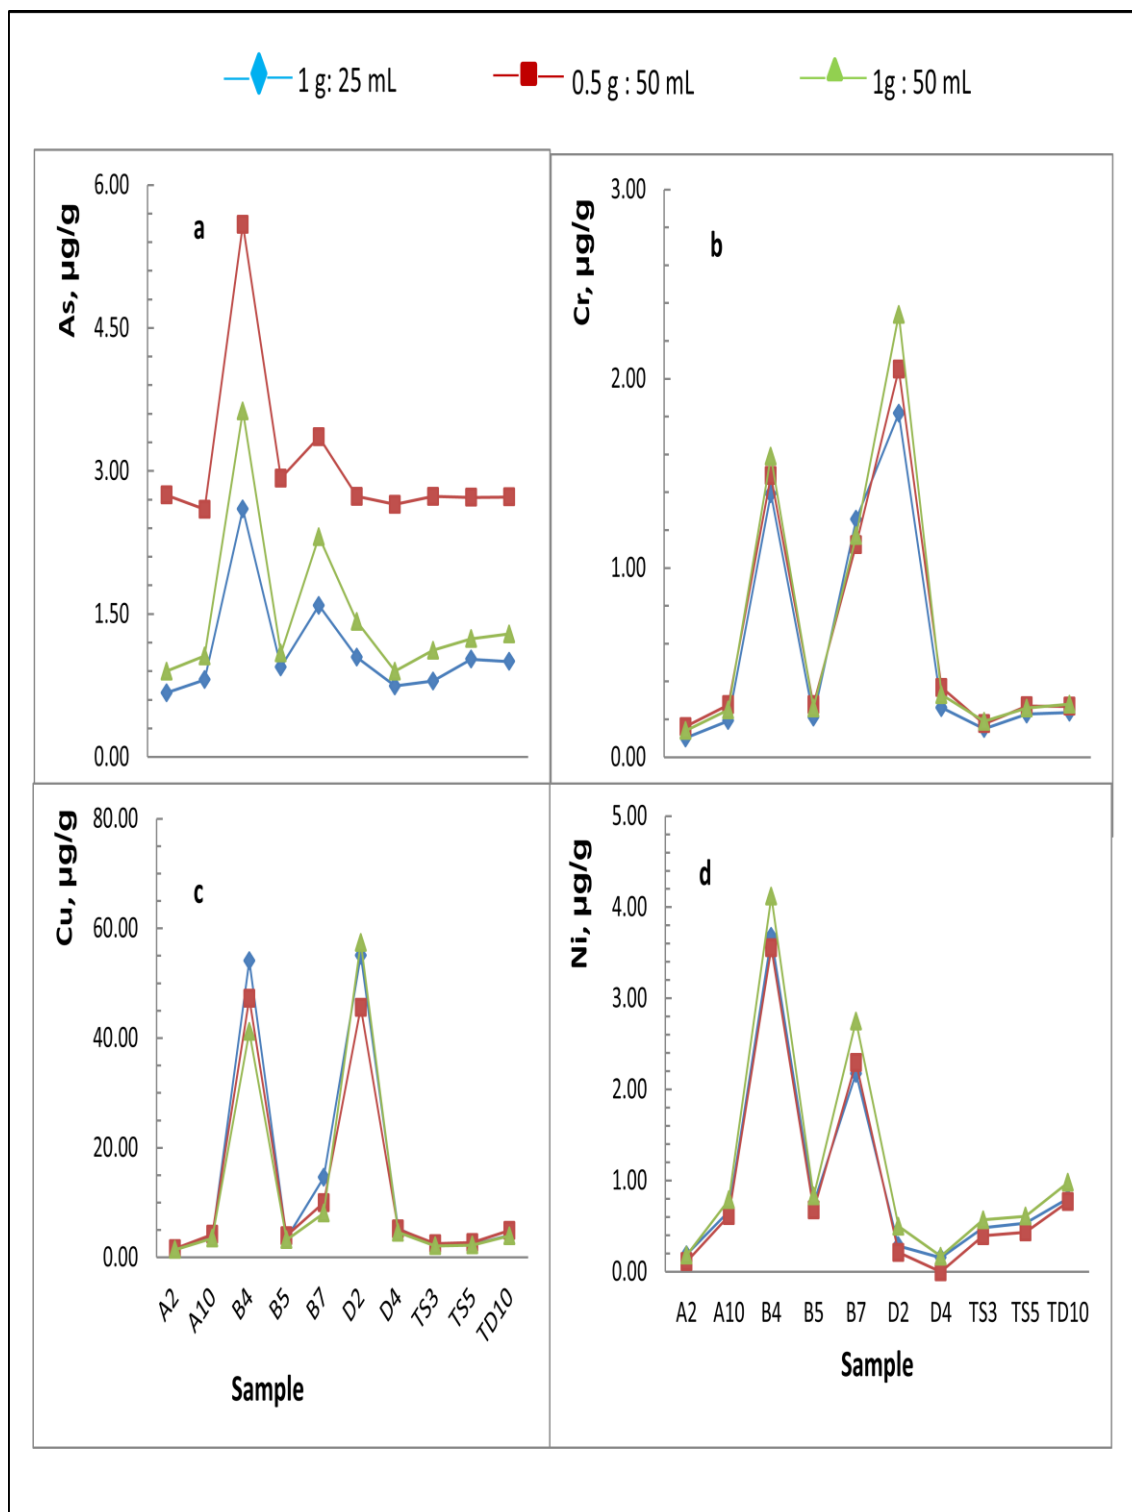 1 g: 25 mL
0.5 g : 50 mL
1g : 50 mL
As, µg/g
a
6.00
4.50
3.00
1.50
0.00
Cr, µg/g
b
3.00
2.00
1.00
0.00
Cu, µg/g
c
80.00
60.00
40.00
20.00
0.00
A2 A10 B4 B5 B7 D2 D4 TS3 TS5 TD10
Sample
Ni, µg/g
d
5.00
4.00
3.00
2.00
1.00
0.00
A2 A10 B4 B5 B7 D2 D4 TS3 TS5 TD10
Sample